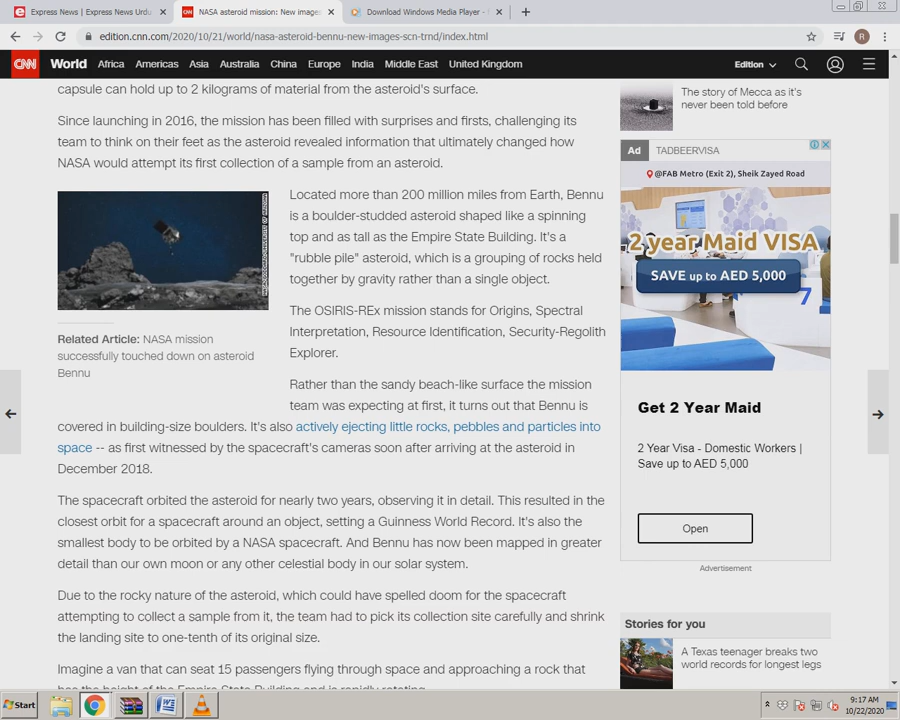 Express News | Express News Urdu
NASA asteroid mission: New images
Download Windows Media Player -
edition.cnn.com/2020/10/21/world/nasa-asteroid-bennu-new-images-scn-trnd/index.html
R
CNN World Africa Americas Asia Australia China Europe India Middle East United Kingdom Edition
capsule can hold up to 2 kilograms of material from the asteroid's surface.
Since launching in 2016, the mission has been filled with surprises and firsts, challenging its
team to think on their feet as the asteroid revealed information that ultimately changed how
NASA would attempt its first collection of a sample from an asteroid.
Located more than 200 million miles from Earth, Bennu
is a boulder-studded asteroid shaped like a spinning
top and as tall as the Empire State Building. It's a
"rubble pile" asteroid, which is a grouping of rocks held
together by gravity rather than a single object.
Related Article: NASA mission
successfully touched down on asteroid
Bennu
The OSIRIS-REx mission stands for Origins, Spectral
Interpretation, Resource Identification, Security-Regolith
Explorer.
Rather than the sandy beach-like surface the mission
team was expecting at first, it turns out that Bennu is
covered in building-size boulders. It's also actively ejecting little rocks, pebbles and particles into
space -- as first witnessed by the spacecraft's cameras soon after arriving at the asteroid in
December 2018.
The spacecraft orbited the asteroid for nearly two years, observing it in detail. This resulted in the
closest orbit for a spacecraft around an object, setting a Guinness World Record. It's also the
smallest body to be orbited by a NASA spacecraft. And Bennu has now been mapped in greater
detail than our own moon or any other celestial body in our solar system.
Due to the rocky nature of the asteroid, which could have spelled doom for the spacecraft
attempting to collect a sample from it, the team had to pick its collection site carefully and shrink
the landing site to one-tenth of its original size.
Imagine a van that can seat 15 passengers flying through space and approaching a rock that
has the height of the Empire State Building and is rapidly rotating.
The story of Mecca as it's
never been told before
Ad TADBEERVISA
@FAB Metro (Exit 2), Sheik Zayed Road
2 year Maid VISA
SAVE up to AED 5,000
7
Get 2 Year Maid
2 Year Visa - Domestic Workers |
Save up to AED 5,000
Open
Advertisement
Stories for you
A Texas teenager breaks two
world records for longest legs
Start
9:17 AM
10/22/2020